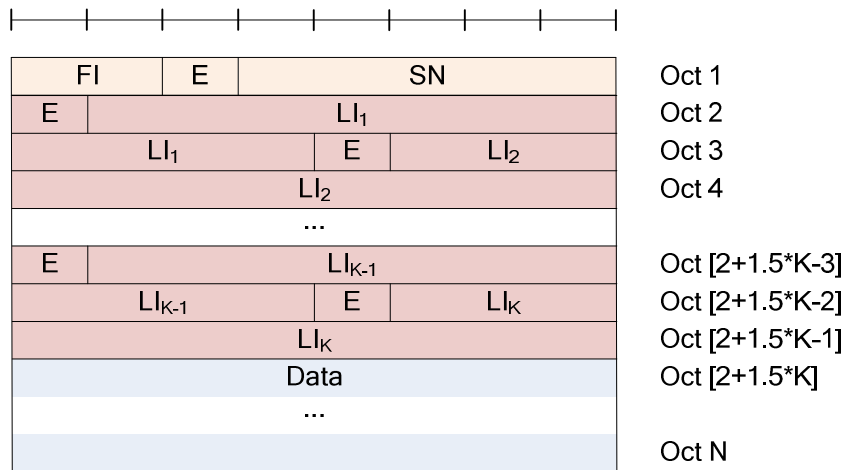 FI E SN Oct 1
E LI₁ Oct 2
LI₁ E LI₂ Oct 3
LI₂ Oct 4
...
E LIK-1 Oct [2+1.5*K-3]
LIK-1 E LIK Oct [2+1.5*K-2]
LIK Oct [2+1.5*K-1]
Data Oct [2+1.5*K]
...
Oct N